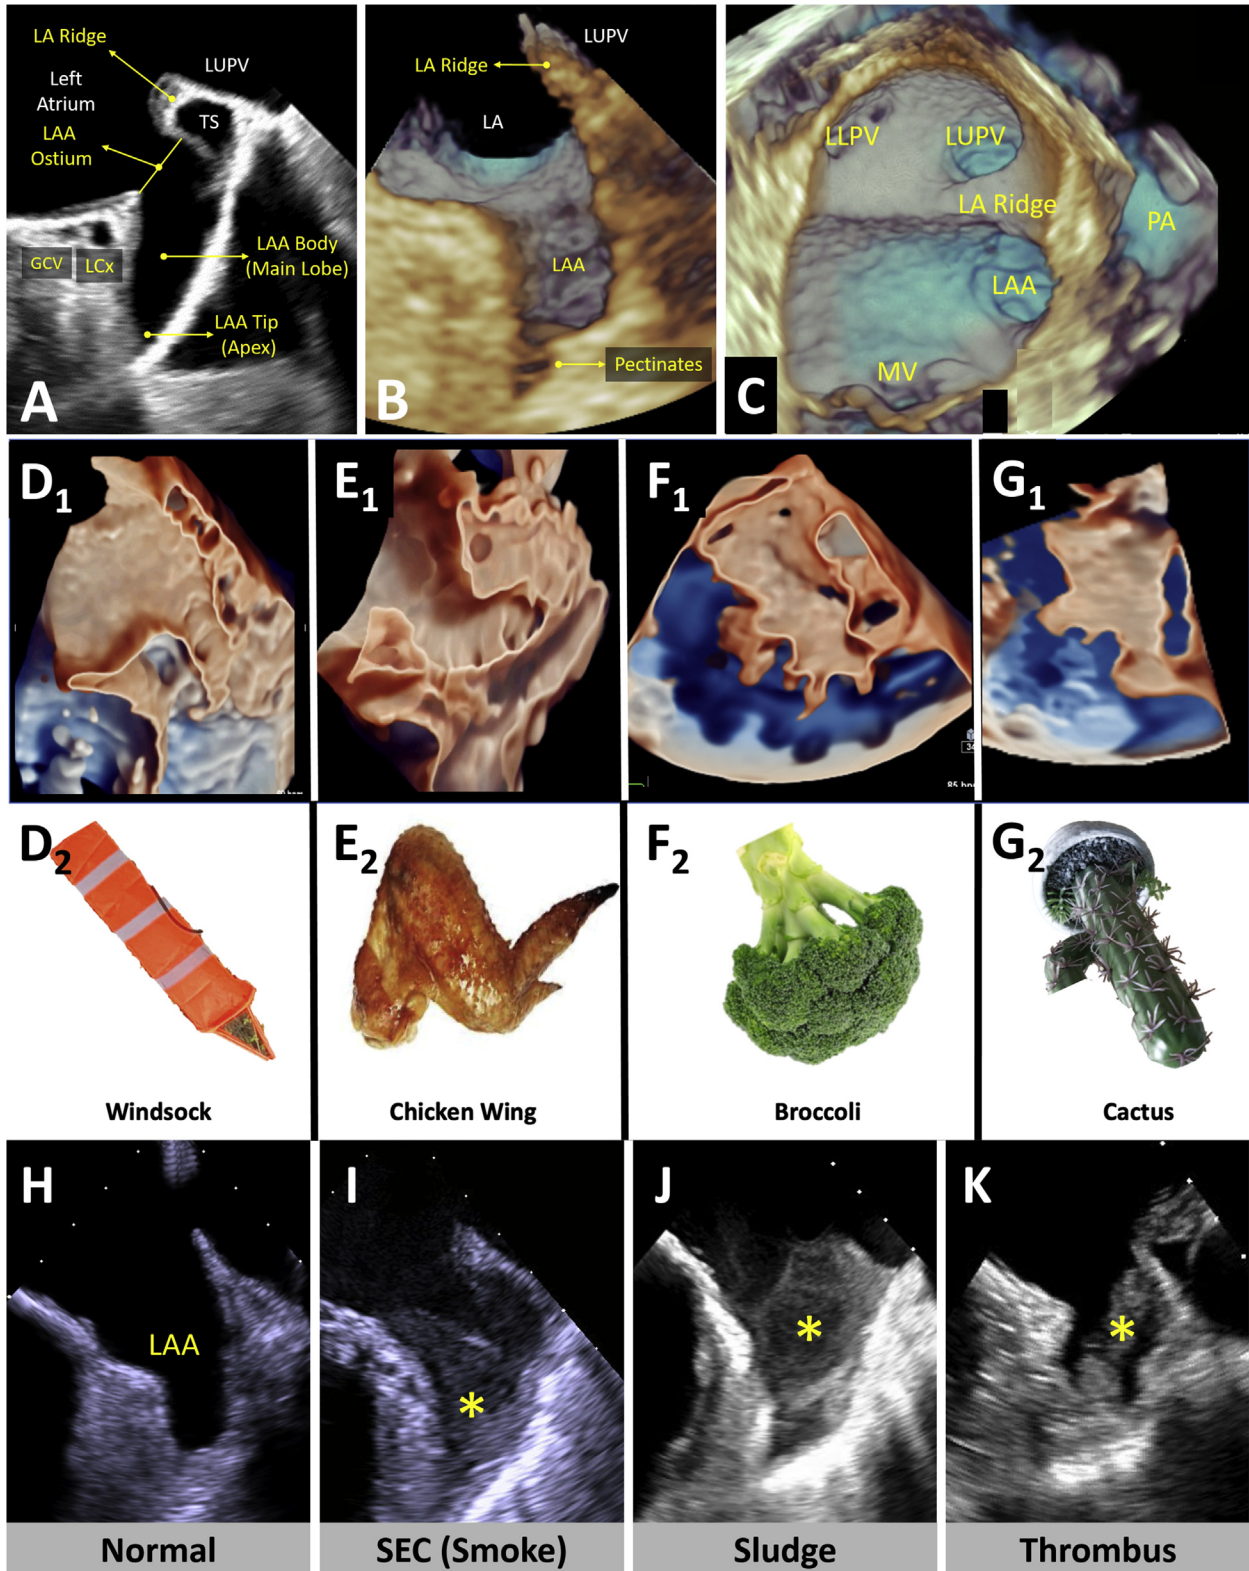 LA Ridge
LUPV
Left
Atrium
TS
LAA
Ostium
GCV
LCx
LAA Body
(Main Lobe)
LAA Tip
(Apex)
A
LUPV
LA Ridge
LA
LAA
Pectinates
B
LLPV
LUPV
LA Ridge
PA
LAA
MV
C
D1
E1
F1
85 bpm
G1
D2
Windsock
E2
Chicken Wing
F2
Broccoli
G2
Cactus
H
LAA
Normal
I
*
SEC (Smoke)
J
*
Sludge
K
*
Thrombus